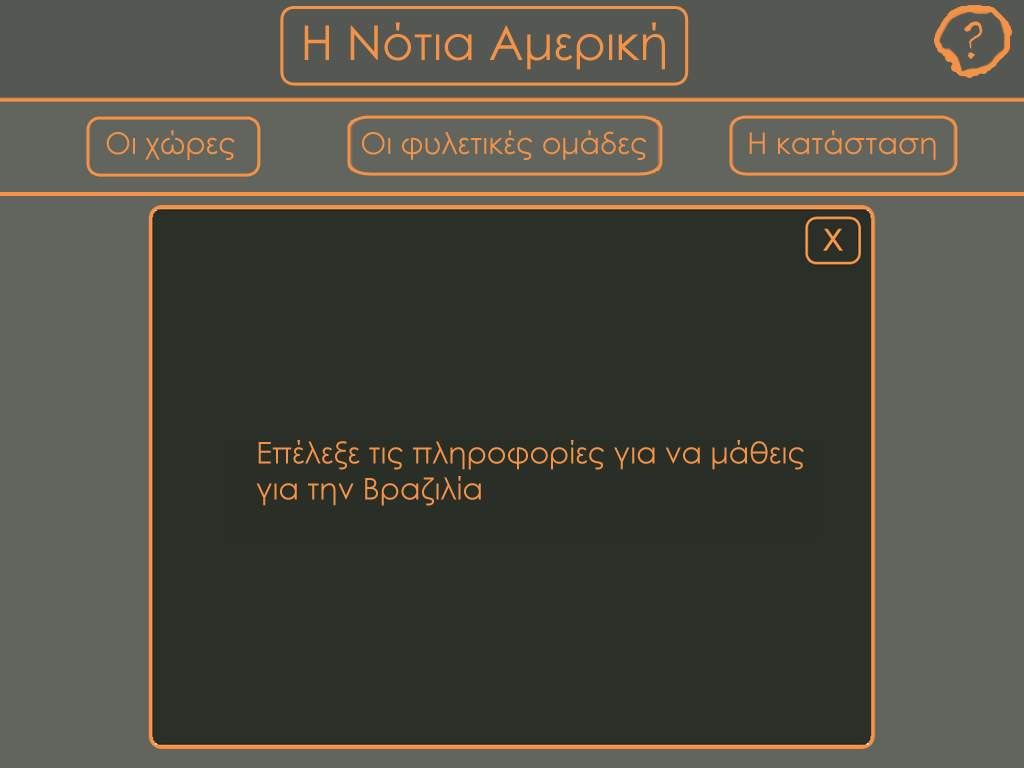 Η Νότια Αμερική
?
Οι χώρες
Οι φυλετικές ομάδες
Η κατάσταση
X
Επέλεξε τις πληροφορίες για να μάθεις
για την Βραζιλία